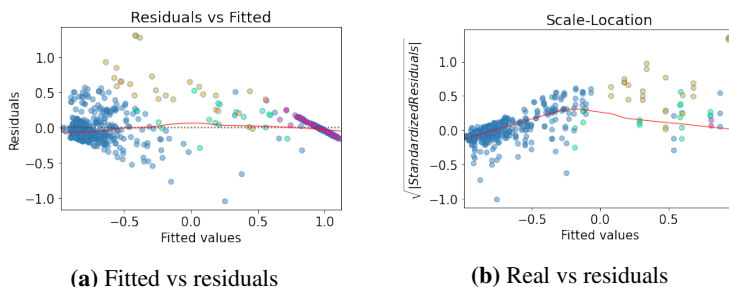 Residuals vs Fitted
Residuals
1.0
0.5
0.0
−0.5
−1.0
−0.5
0.0
0.5
1.0
Fitted values
(a) Fitted vs residuals
Scale-Location
√|StandardizedResiduals|
1.0
0.5
0.0
−0.5
−1.0
−0.5
0.0
0.5
Fitted values
(b) Real vs residuals